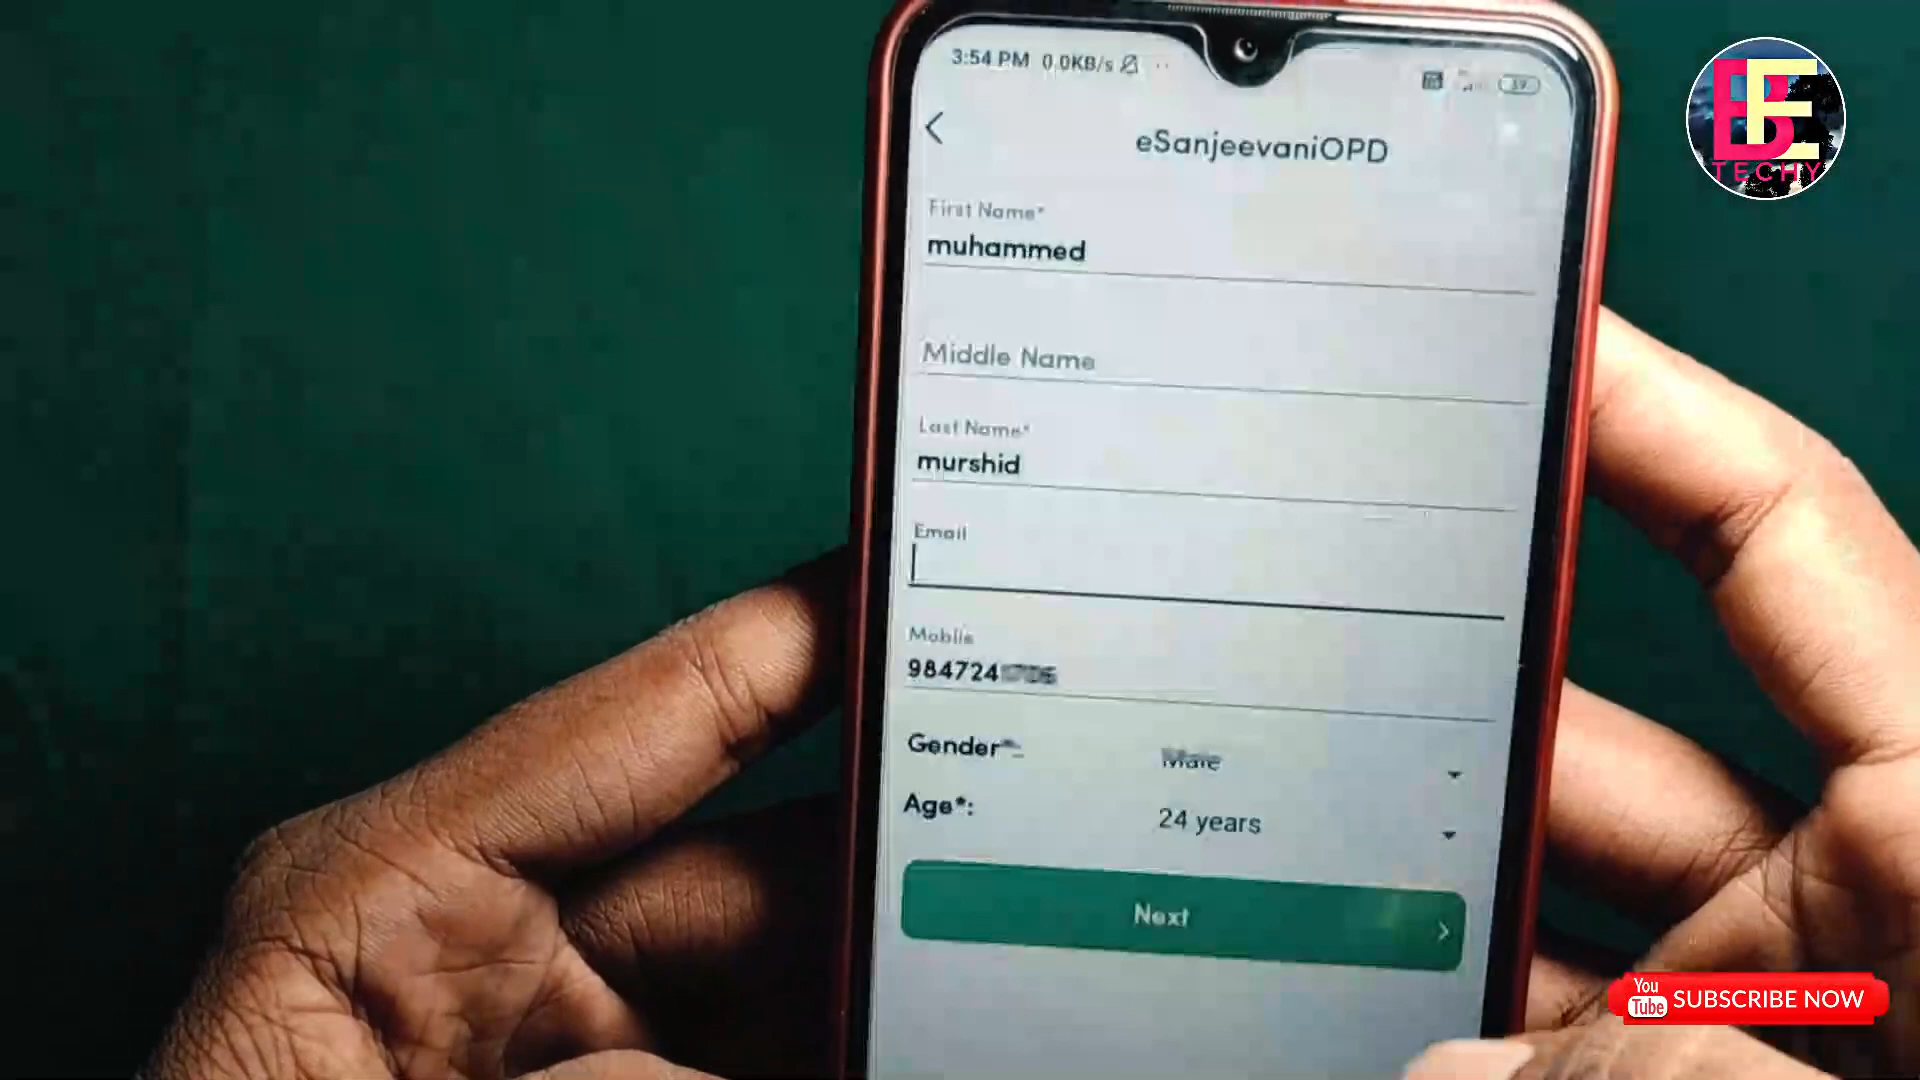 3:54 PM 0.0KB/s
eSanjeevaniOPD
BE
TECHY
First Name*
muhammed
Middle Name
Last Name*
murshid
Email
Mobile
984724
Gender*:
Male
Age*:
24 years
Next
You
Tube
SUBSCRIBE NOW